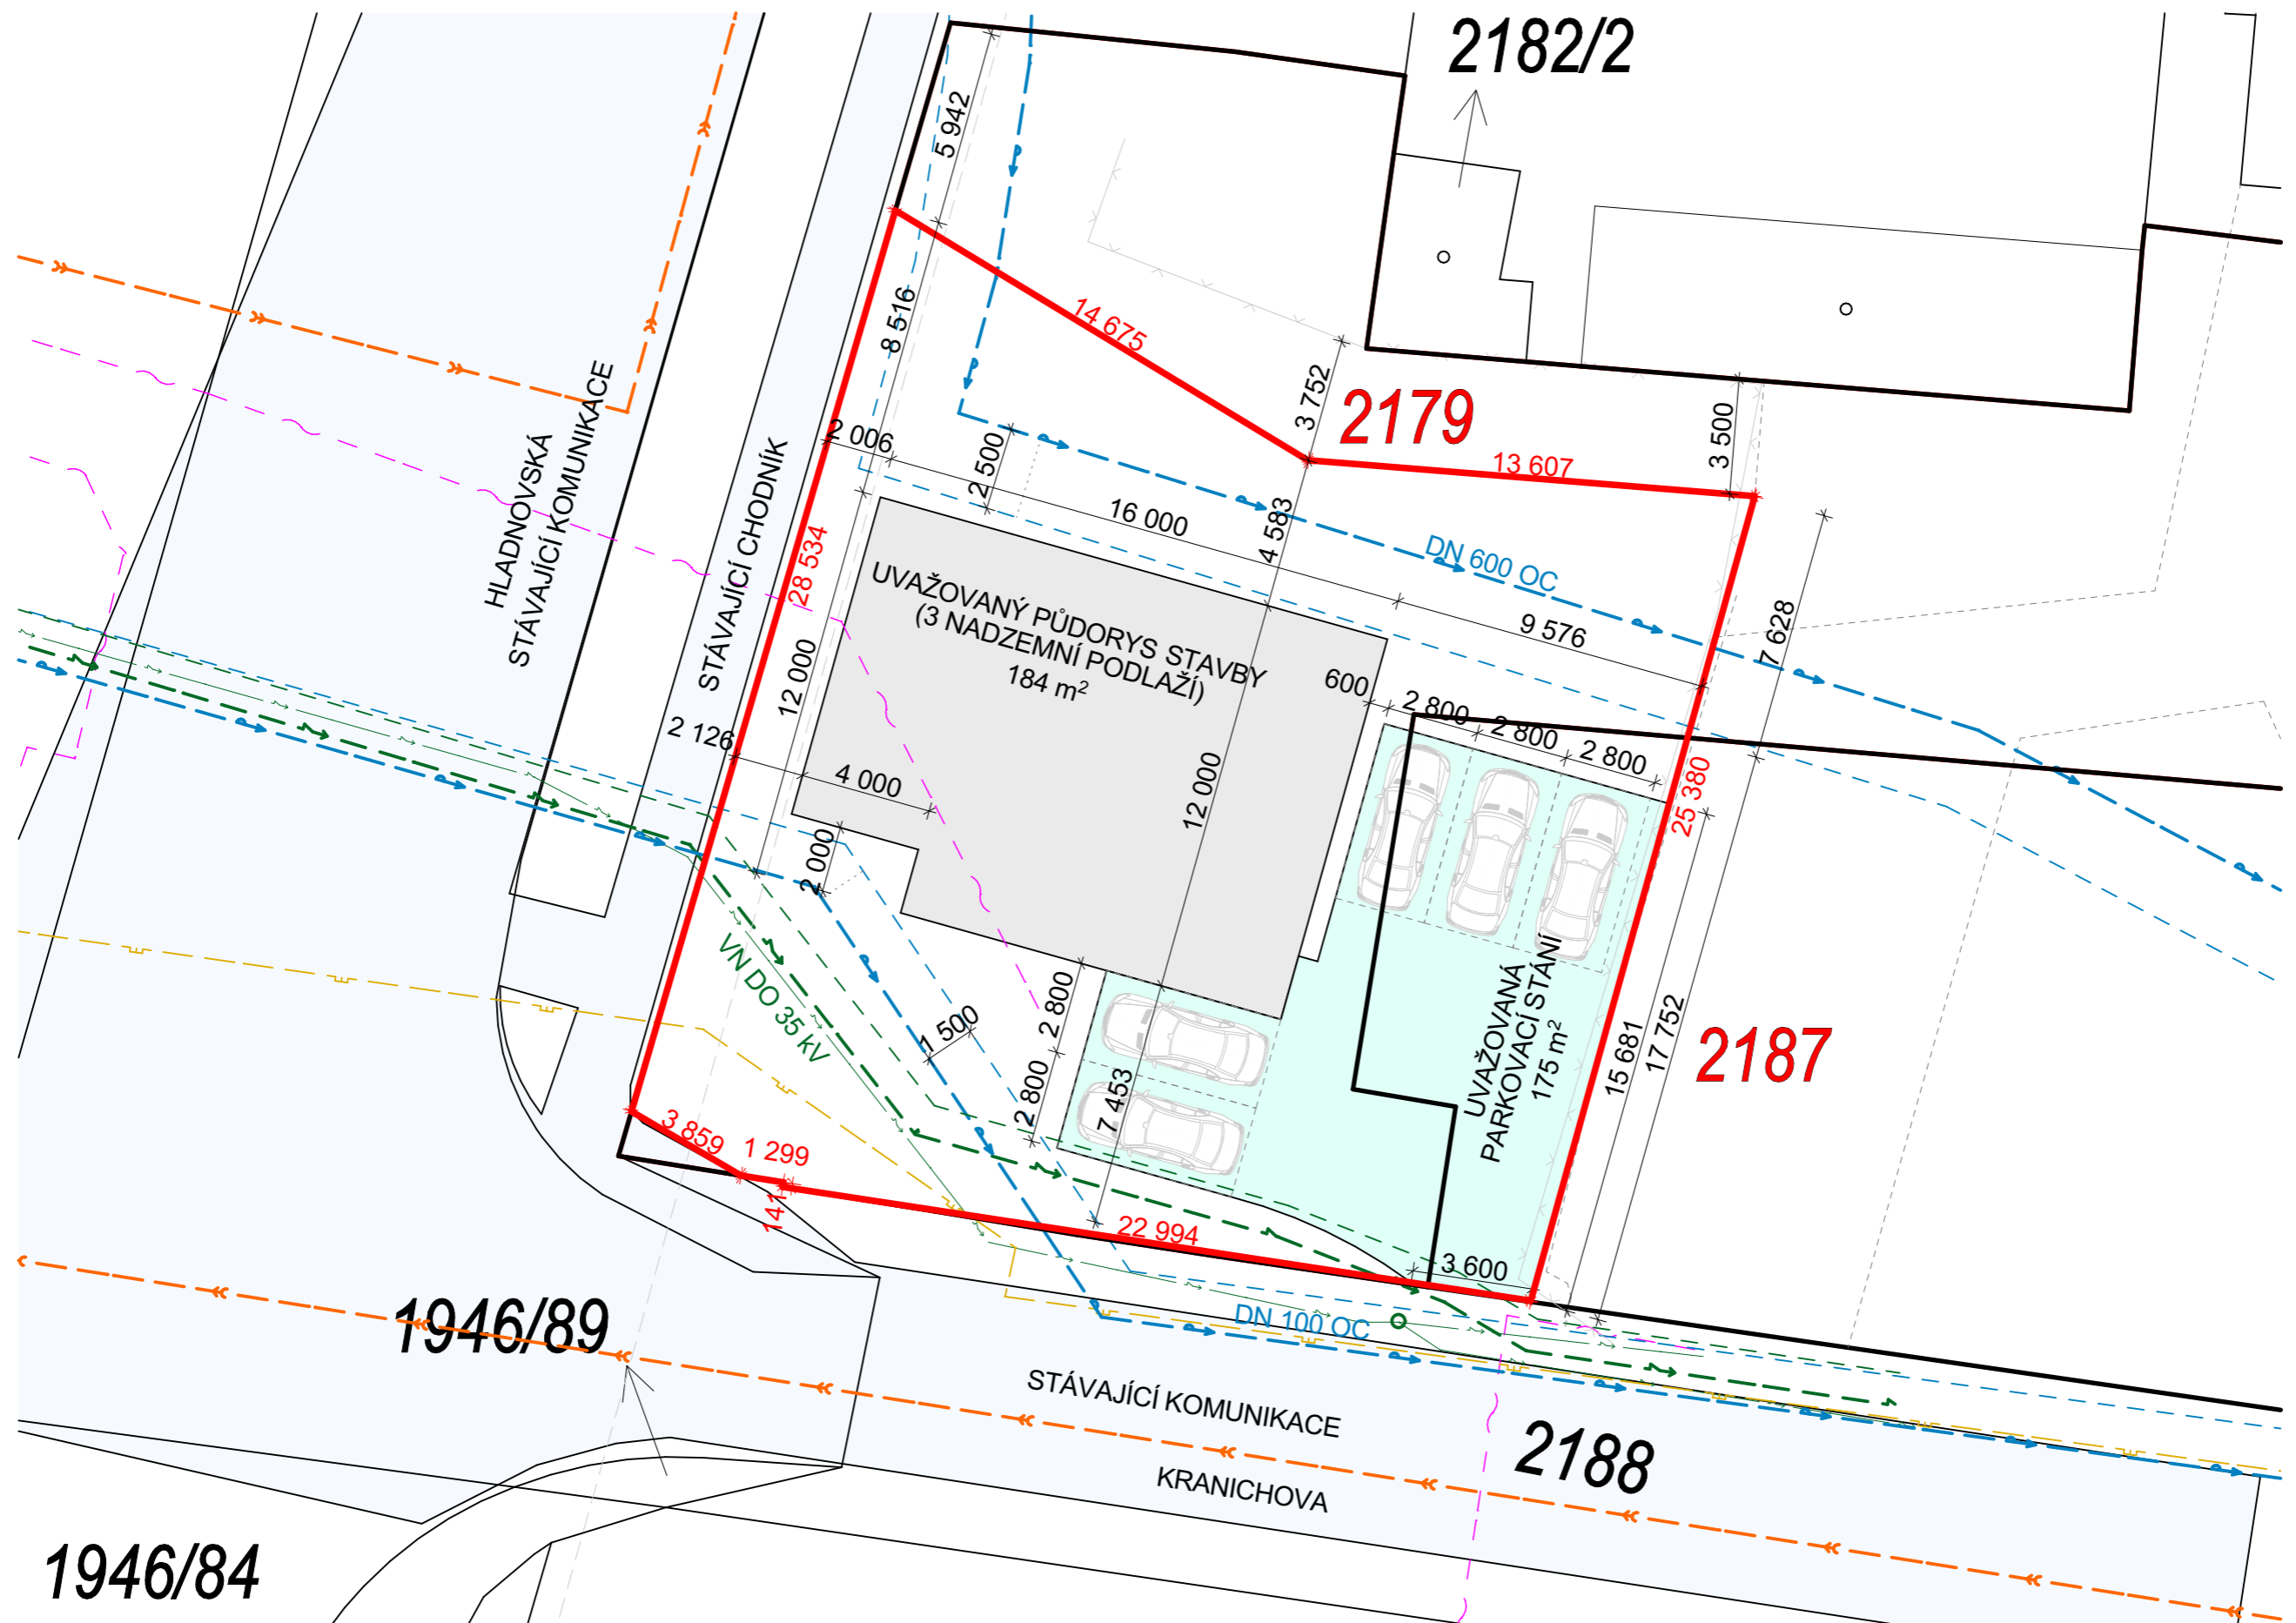 2182/2
5 942
8 516
14 675
3 752
2179
3 500
13 607
2 006
2 500
16 000
4 583
DN 600 OC
9 576
7 628
HLADNOVSKÁ
STÁVAJÍCÍ KOMUNIKACE
STÁVAJÍCÍ CHODNÍK
28 534
12 000
UVAŽOVANÝ PŮDORYS STAVBY
(3 NADZEMNÍ PODLAŽÍ)
184 m²
600
2 800
2 800
2 800
2 126
4 000
12 000
25 380
2 000
VN DO 35 kV
1 500
2 800
2 800
7 453
UVAŽOVANÁ
PARKOVACÍ STÁNÍ
175 m²
15 681
17 752
2187
3 859
1 299
141
22 994
3 600
1946/89
DN 100 OC
STÁVAJÍCÍ KOMUNIKACE
KRANICHOVA
2188
1946/84